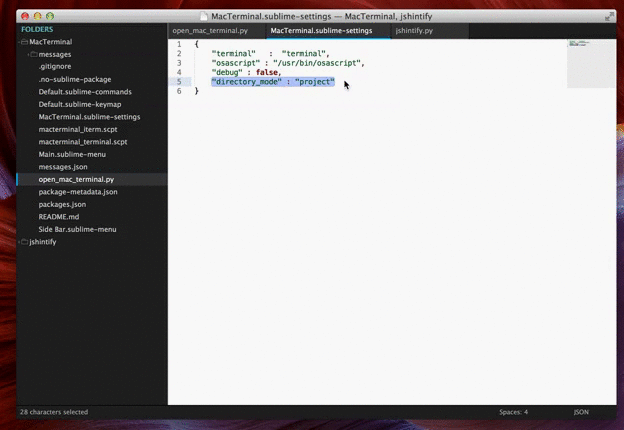 MacTerminal.sublime-settings — MacTerminal, jshintify
FOLDERS
MacTerminal
messages
.gitignore
.no-sublime-package
Default.sublime-commands
Default.sublime-keymap
MacTerminal.sublime-settings
macterminal_iterm.scpt
macterminal_terminal.scpt
Main.sublime-menu
messages.json
open_mac_terminal.py
package-metadata.json
packages.json
README.md
Side Bar.sublime-menu
jshintify
open_mac_terminal.py MacTerminal.sublime-settings jshintify.py
1 {
2 "terminal" : "terminal",
3 "osascript" : "/usr/bin/osascript",
4 "debug" : false,
5 "directory_mode" : "project"
6 }
28 characters selected Spaces: 4 JSON